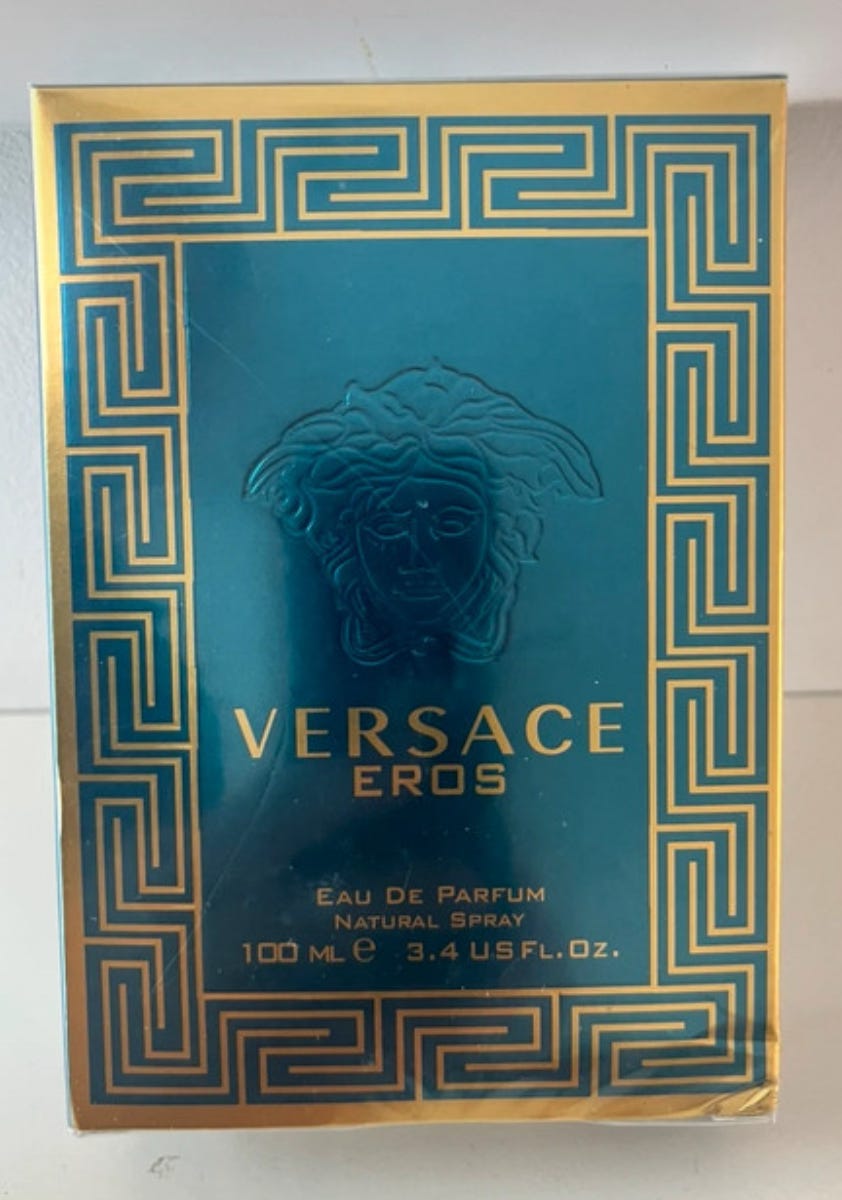 VERSACE
EROS
EAU DE PARFUM
NATURAL SPRAY
100 ML e 3.4 US FL. OZ.